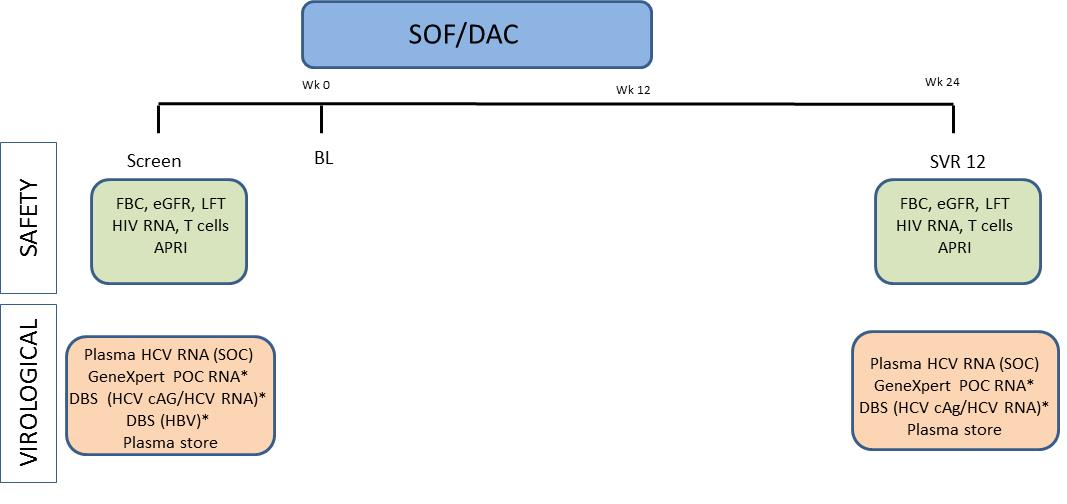 SOF/DAC
Wk 0
Wk 12
Wk 24
Screen
BL
SVR 12
SAFETY
FBC, eGFR, LFT
HIV RNA, T cells
APRI
FBC, eGFR, LFT
HIV RNA, T cells
APRI
VIROLOGICAL
Plasma HCV RNA (SOC)
GeneXpert POC RNA*
DBS (HCV cAG/HCV RNA)*
DBS (HBV)*
Plasma store
Plasma HCV RNA (SOC)
GeneXpert POC RNA*
DBS (HCV cAg/HCV RNA)*
Plasma store